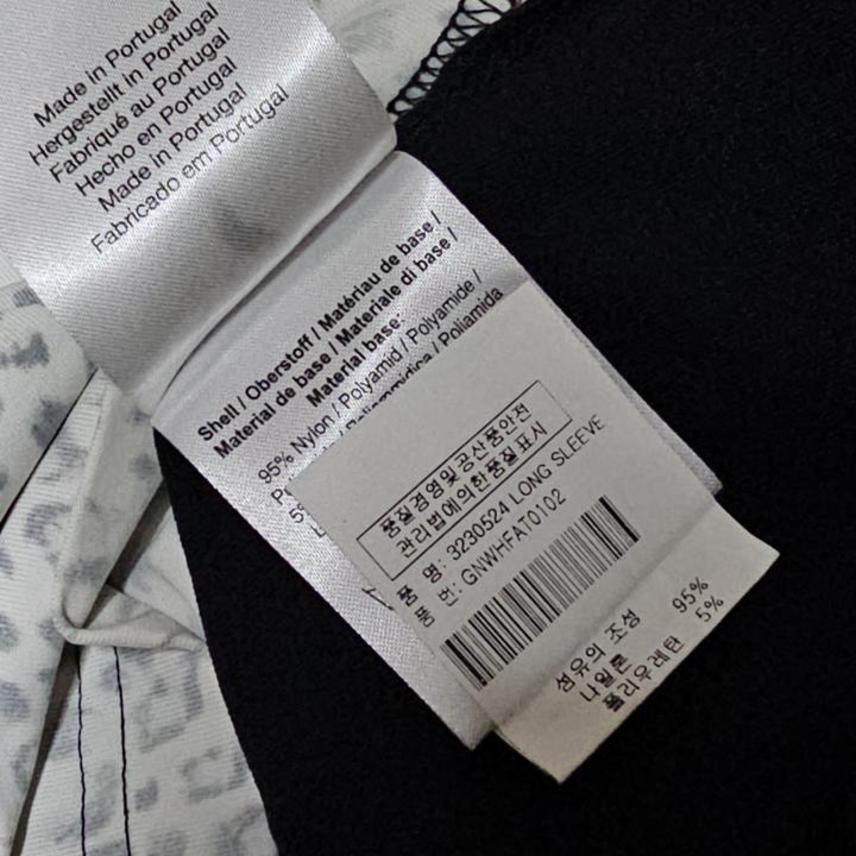 Made in Portugal
Hergestellt in Portugal
Fabriqué au Portugal
Hecho en Portugal
Made in Portugal
Fabricado em Portugal
Shell / Oberstoff / Matériau de base /
Material de base / Materiale di base /
Material base:
95% Nylon / Polyamid / Polyamide /
Poliamida
품질경영및공산품안전
관리법에의한품질표시
품 명: 3230524 LONG SLEEVE
품 번: GNWHFAT0102
섬유의 조성
나일론 95%
폴리우레탄 5%